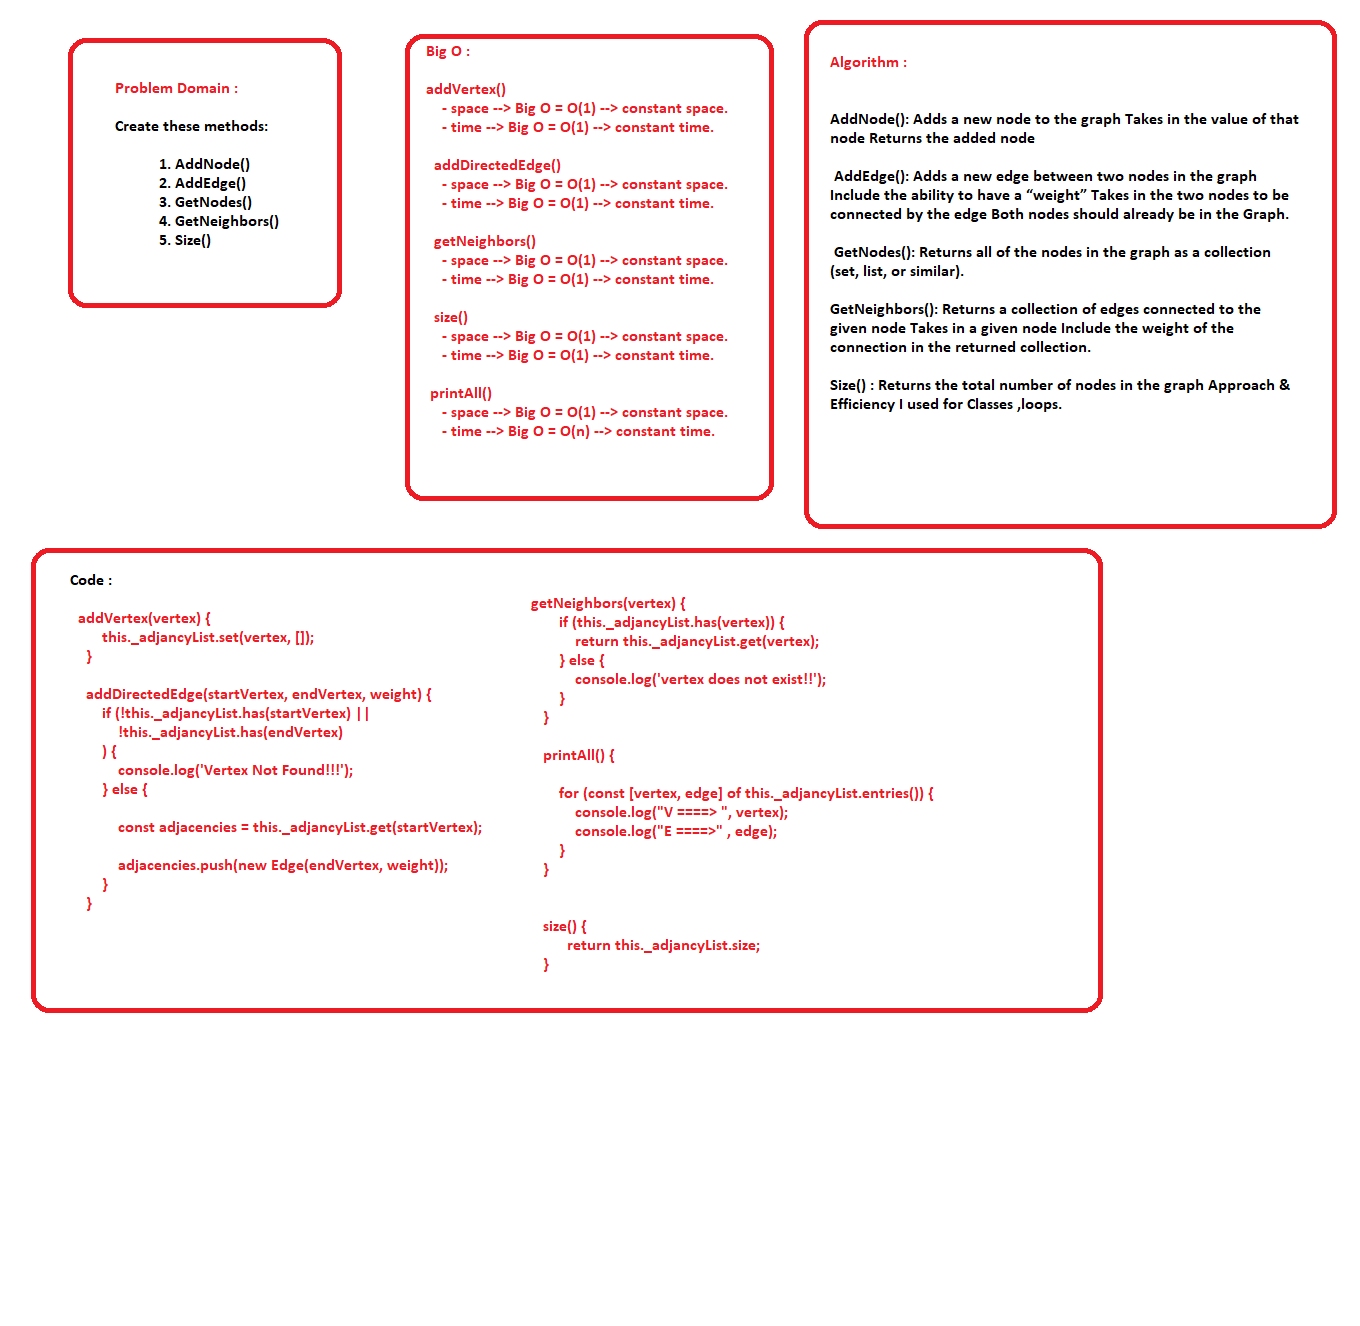 Problem Domain :
Create these methods:
1. AddNode()
2. AddEdge()
3. GetNodes()
4. GetNeighbors()
5. Size()
Big O :
addVertex()
- space --> Big O = O(1) --> constant space.
- time --> Big O = O(1) --> constant time.
addDirectedEdge()
- space --> Big O = O(1) --> constant space.
- time --> Big O = O(1) --> constant time.
getNeighbors()
- space --> Big O = O(1) --> constant space.
- time --> Big O = O(1) --> constant time.
size()
- space --> Big O = O(1) --> constant space.
- time --> Big O = O(1) --> constant time.
printAll()
- space --> Big O = O(1) --> constant space.
- time --> Big O = O(n) --> constant time.
Algorithm :
AddNode(): Adds a new node to the graph Takes in the value of that
node Returns the added node
AddEdge(): Adds a new edge between two nodes in the graph
Include the ability to have a “weight” Takes in the two nodes to be
connected by the edge Both nodes should already be in the Graph.
GetNodes(): Returns all of the nodes in the graph as a collection
(set, list, or similar).
GetNeighbors(): Returns a collection of edges connected to the
given node Takes in a given node Include the weight of the
connection in the returned collection.
Size() : Returns the total number of nodes in the graph Approach &
Efficiency I used for Classes ,loops.
Code :
addVertex(vertex) {
this._adjancyList.set(vertex, []);
}
addDirectedEdge(startVertex, endVertex, weight) {
if (!this._adjancyList.has(startVertex) ||
!this._adjancyList.has(endVertex)
) {
console.log('Vertex Not Found!!!');
} else {
const adjacencies = this._adjancyList.get(startVertex);
adjacencies.push(new Edge(endVertex, weight));
}
}
getNeighbors(vertex) {
if (this._adjancyList.has(vertex)) {
return this._adjancyList.get(vertex);
} else {
console.log('vertex does not exist!!');
}
}
printAll() {
for (const [vertex, edge] of this._adjancyList.entries()) {
console.log("V ====> ", vertex);
console.log("E ====>" , edge);
}
}
size() {
return this._adjancyList.size;
}